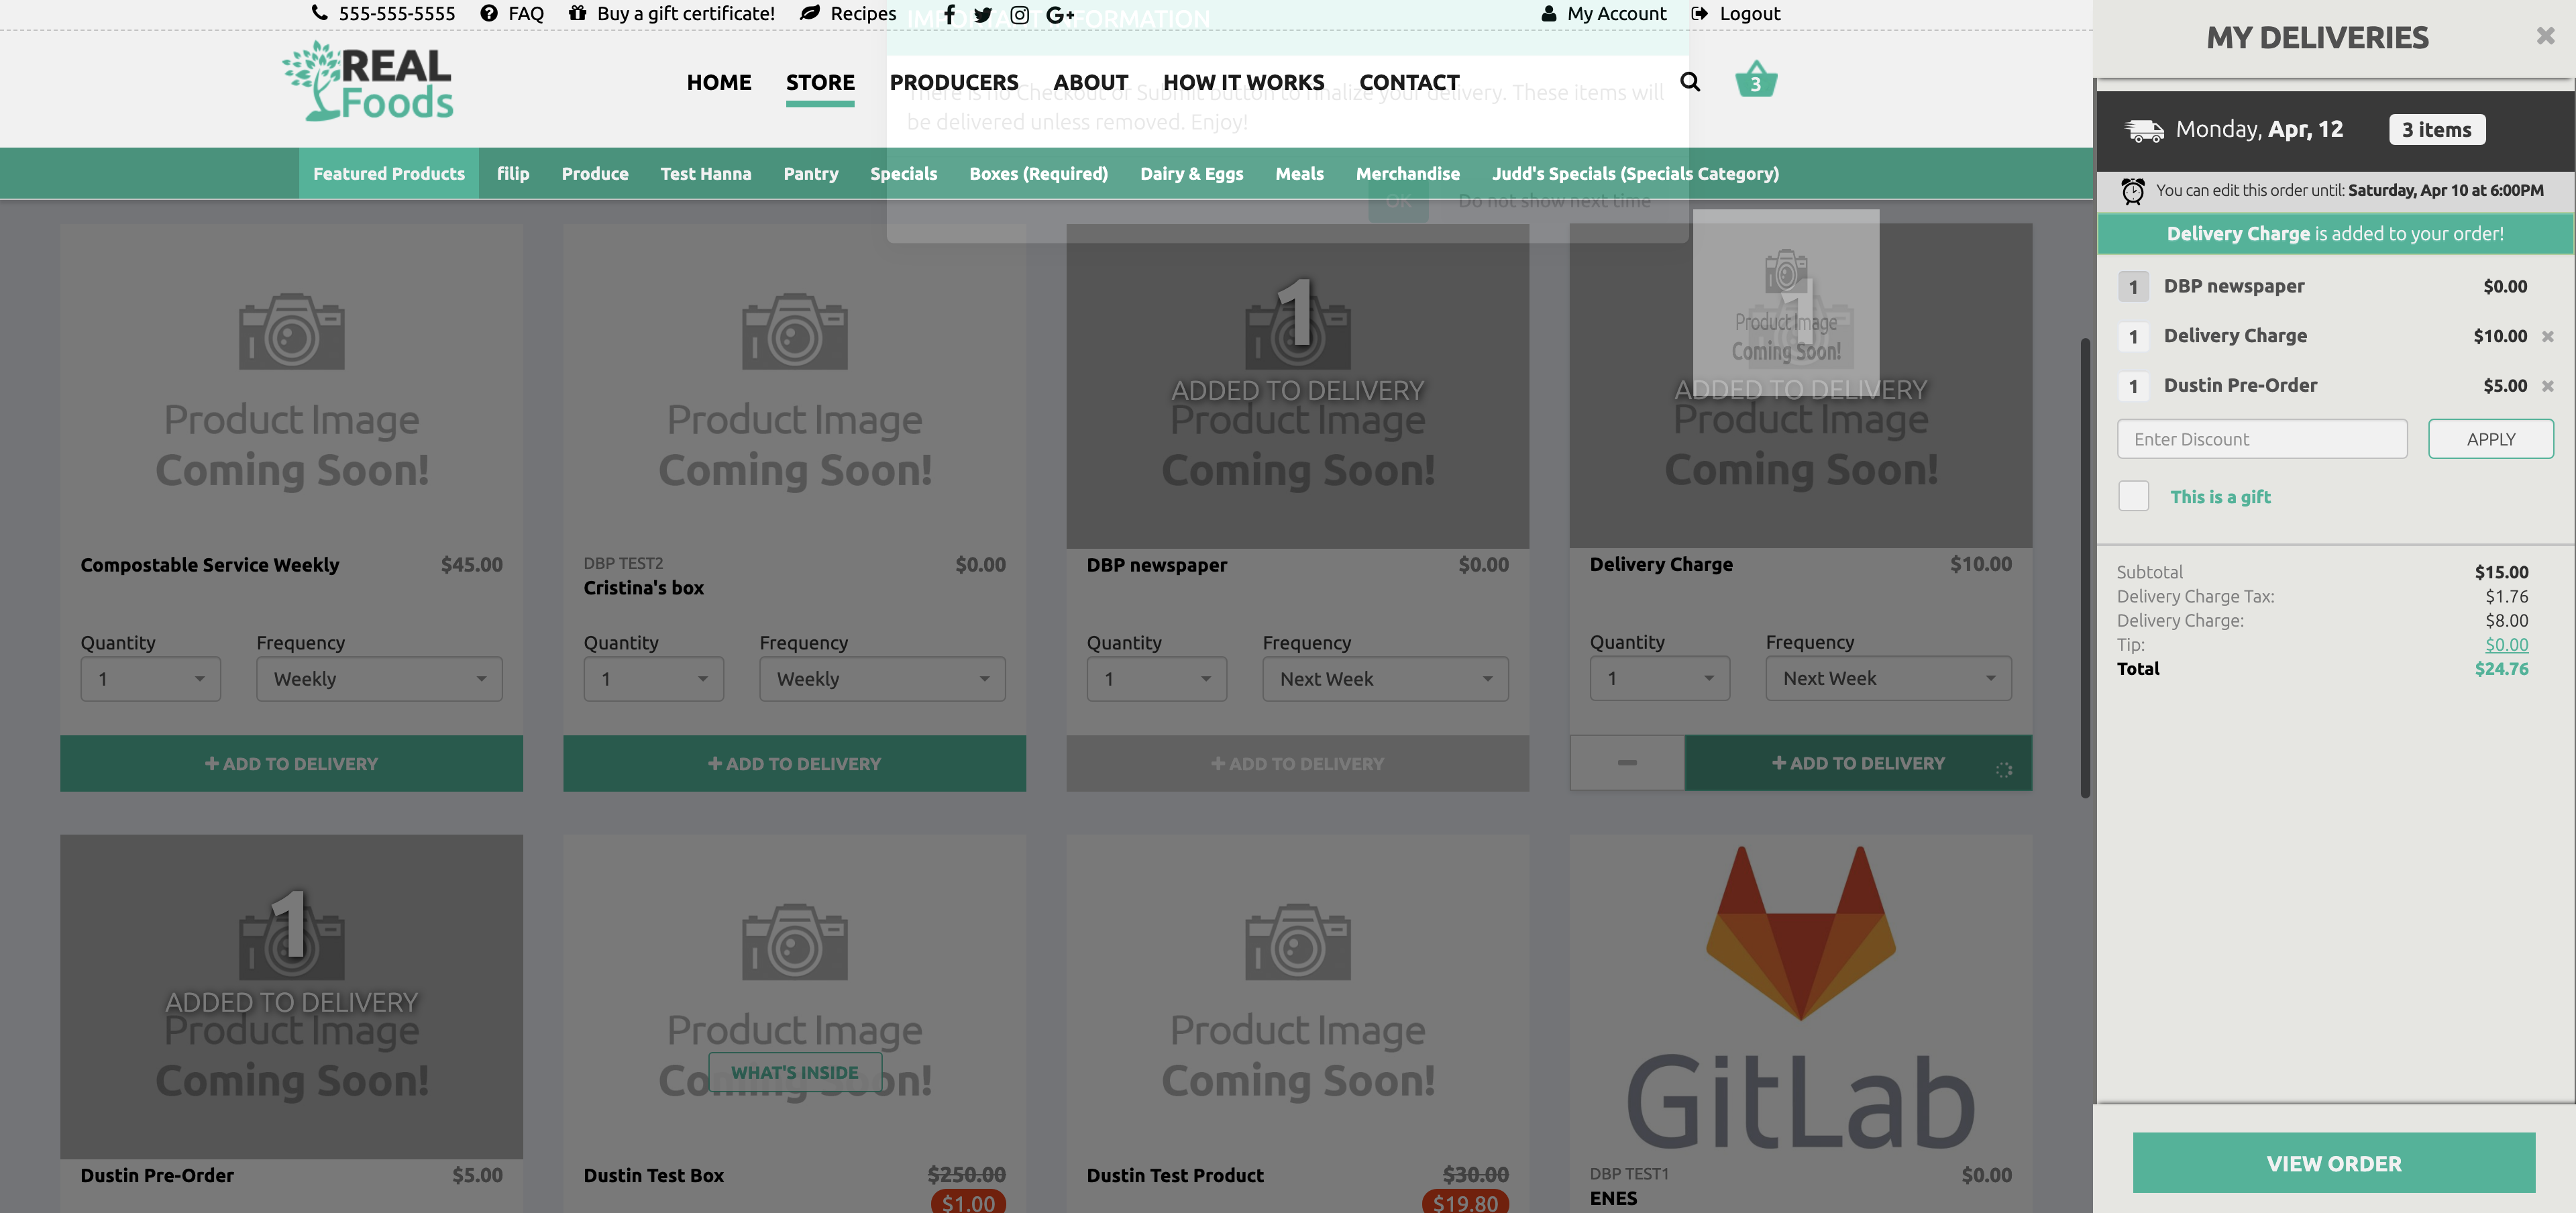 555-555-5555 FAQ Buy a gift certificate! Recipes My Account Logout
IMPORTANT INFORMATION
REAL
Foods
HOME STORE PRODUCERS ABOUT HOW IT WORKS CONTACT 3
There is no Checkout or Submit button to finalize your delivery. These items will
be delivered unless removed. Enjoy!
Featured Products filip Produce Test Hanna Pantry Specials Boxes (Required) Dairy & Eggs Meals Merchandise Judd's Specials (Specials Category)
OK Do not show next time
Product Image
Coming Soon!
Compostable Service Weekly $45.00
Quantity Frequency
1 Weekly
+ ADD TO DELIVERY
Product Image
Coming Soon!
DBP TEST2 $0.00
Cristina's box
Quantity Frequency
1 Weekly
+ ADD TO DELIVERY
1
ADDED TO DELIVERY
Product Image
Coming Soon!
DBP newspaper $0.00
Quantity Frequency
1 Next Week
+ ADD TO DELIVERY
Product Image
Coming Soon!
1
ADDED TO DELIVERY
Product Image
Coming Soon!
Delivery Charge $10.00
Quantity Frequency
1 Next Week
+ ADD TO DELIVERY
1
ADDED TO DELIVERY
Product Image
Coming Soon!
Dustin Pre-Order $5.00
Product Image
Coming Soon!
WHAT'S INSIDE
Dustin Test Box $250.00
$1.00
Product Image
Coming Soon!
Dustin Test Product $30.00
$19.80
GitLab
DBP TEST1 $0.00
ENES
MY DELIVERIES
Monday, Apr, 12 3 items
You can edit this order until: Saturday, Apr 10 at 6:00PM
Delivery Charge is added to your order!
1 DBP newspaper $0.00
1 Delivery Charge $10.00
1 Dustin Pre-Order $5.00
Enter Discount APPLY
This is a gift
Subtotal $15.00
Delivery Charge Tax: $1.76
Delivery Charge: $8.00
Tip: $0.00
Total $24.76
VIEW ORDER